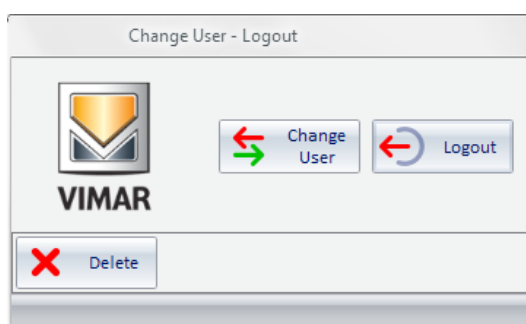 Change User - Logout
Change
User
Logout
VIMAR
Delete